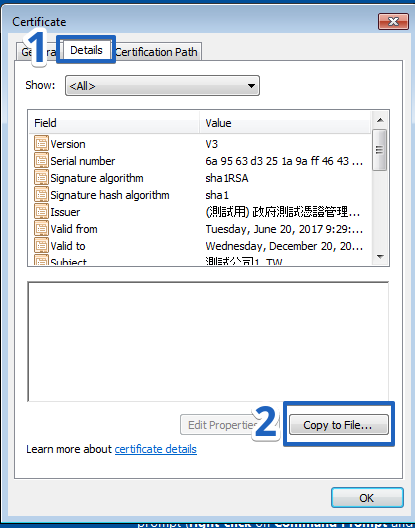 Certificate
1
General Details Certification Path
Show: <All>
Field Value
Version V3
Serial number 6a 95 63 d3 25 1a 9a ff 46 43 ...
Signature algorithm sha1RSA
Signature hash algorithm sha1
Issuer (測試用) 政府測試憑證管理...
Valid from Tuesday, June 20, 2017 9:29:...
Valid to Wednesday, December 20, 20...
Subject 測試公司1, TW
Edit Properties
2
Copy to File...
Learn more about certificate details
OK
prompt (right-click on Command Prompt and